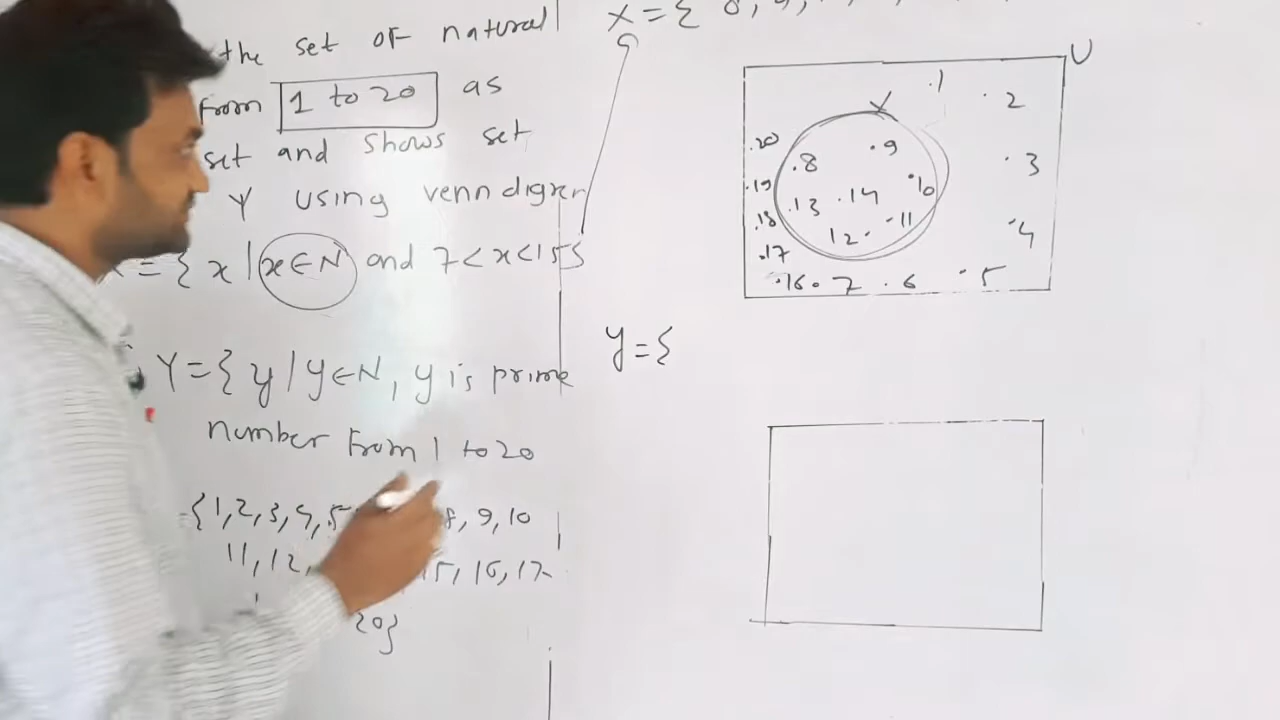 the set of natural
from 1 to 20 as
set and shows set
Y using venn digram
X = { x | x ∈ N and 7 < x < 15 }
Y = { y / y ∈ N, y is prime
number from 1 to 20
= { 1, 2, 3, 4, 5 8, 9, 10
11, 12, 15, 16, 17
20 }
X = { 8, 9,
U
X
.1
. 2
. 3
. 4
. 5
. 6
. 7
.16
.17
.18
.19
.20
.8
. 9
. 10
. 11
12 .
. 13
. 14
y = {